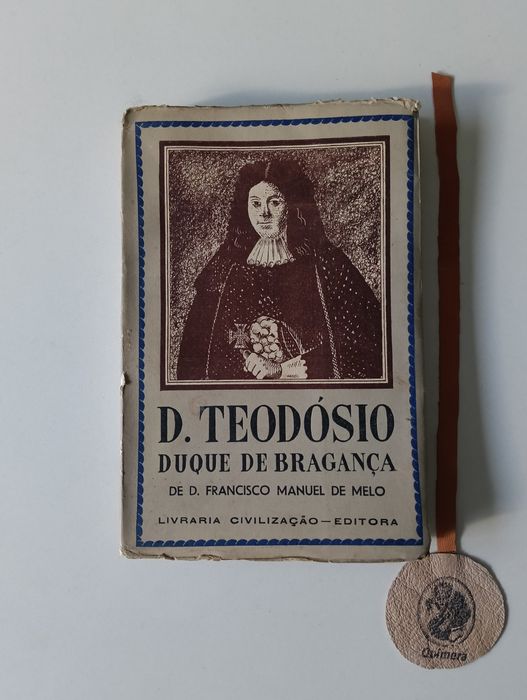 D. TEODÓSIO
DUQUE DE BRAGANÇA
DE D. FRANCISCO MANUEL DE MELO
LIVRARIA CIVILIZAÇÃO—EDITORA
Quimera